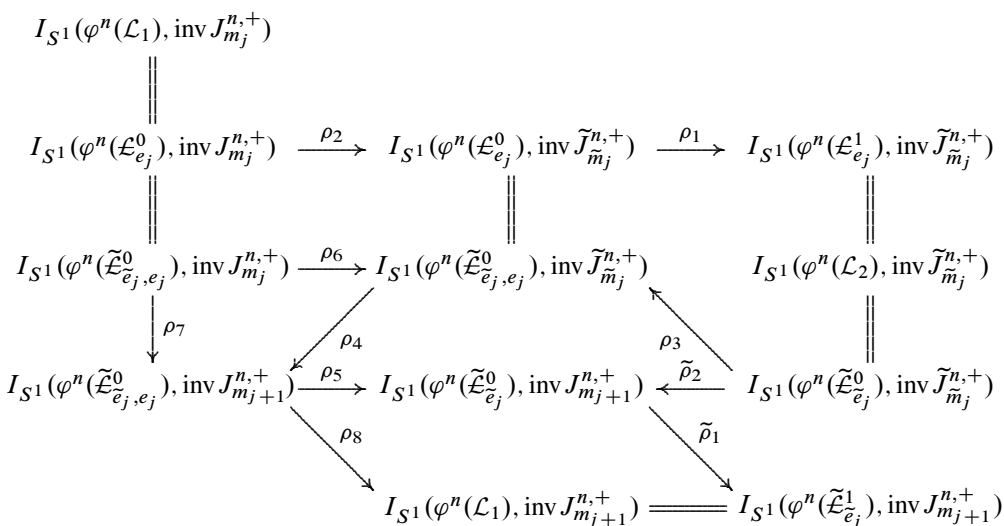 I_{S^1}(φ^n(ℒ_1), inv J^{n,+}_{m_j})
I_{S^1}(φ^n(£^0_{e_j}), inv J^{n,+}_{m_j}) ρ_2 I_{S^1}(φ^n(£^0_{e_j}), inv J̃^{n,+}_{m̃_j}) ρ_1 I_{S^1}(φ^n(£^1_{e_j}), inv J̃^{n,+}_{m̃_j})
I_{S^1}(φ^n(£̃^0_{ẽ_j,e_j}), inv J^{n,+}_{m_j}) ρ_6 I_{S^1}(φ^n(£̃^0_{ẽ_j,e_j}), inv J̃^{n,+}_{m̃_j}) I_{S^1}(φ^n(ℒ_2), inv J̃^{n,+}_{m̃_j})
ρ_7 ρ_4 ρ_3
I_{S^1}(φ^n(£̃^0_{ẽ_j,e_j}), inv J^{n,+}_{m_{j+1}}) ρ_5 I_{S^1}(φ^n(£̃^0_{ẽ_j}), inv J^{n,+}_{m_{j+1}}) ρ̃_2 I_{S^1}(φ^n(£̃^0_{ẽ_j}), inv J̃^{n,+}_{m̃_j})
ρ_8 ρ̃_1
I_{S^1}(φ^n(ℒ_1), inv J^{n,+}_{m_{j+1}}) I_{S^1}(φ^n(£̃^1_{ẽ_j}), inv J^{n,+}_{m_{j+1}})